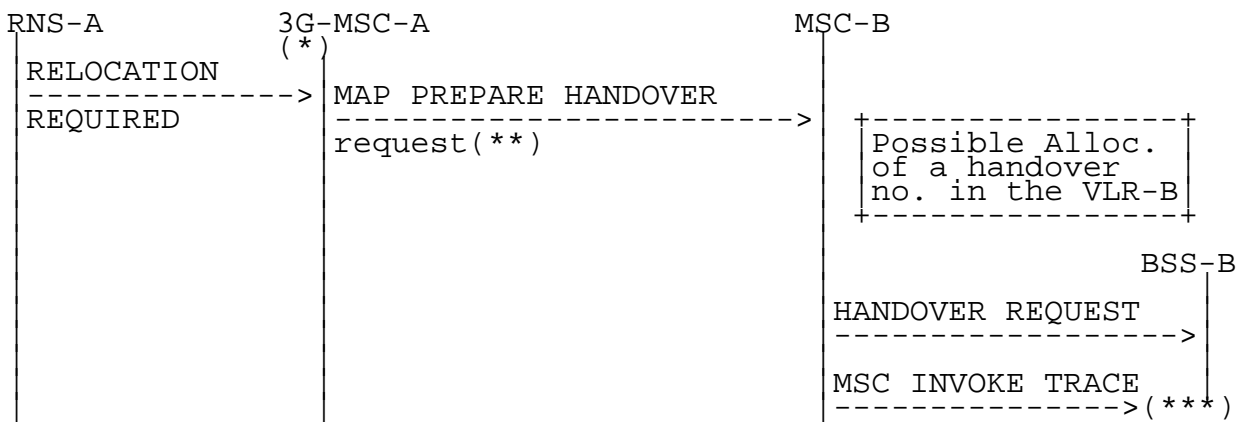 RNS-A 3G-MSC-A MSC-B
(*)
RELOCATION
REQUIRED
MAP PREPARE HANDOVER
request(**)
Possible Alloc.
of a handover
no. in the VLR-B
BSS-B
HANDOVER REQUEST
MSC INVOKE TRACE
(***)